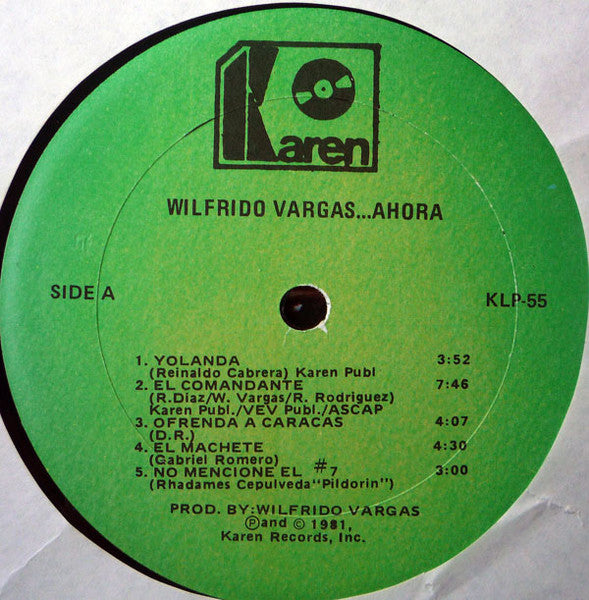 Karen
WILFRIDO VARGAS...AHORA
SIDE A
KLP-55
1. YOLANDA 3:52
(Reinaldo Cabrera) Karen Publ
2. EL COMANDANTE 7:46
(R.Diaz/W. Vargas/R. Rodriguez)
Karen Publ./VEV Publ./ASCAP
3. OFRENDA A CARACAS 4:07
(D.R.)
4. EL MACHETE 4:30
(Gabriel Romero)
5. NO MENCIONE EL #7 3:00
(Rhadames Cepulveda"Pildorin")
PROD. BY:WILFRIDO VARGAS
Ⓟand © 1981,
Karen Records, Inc.